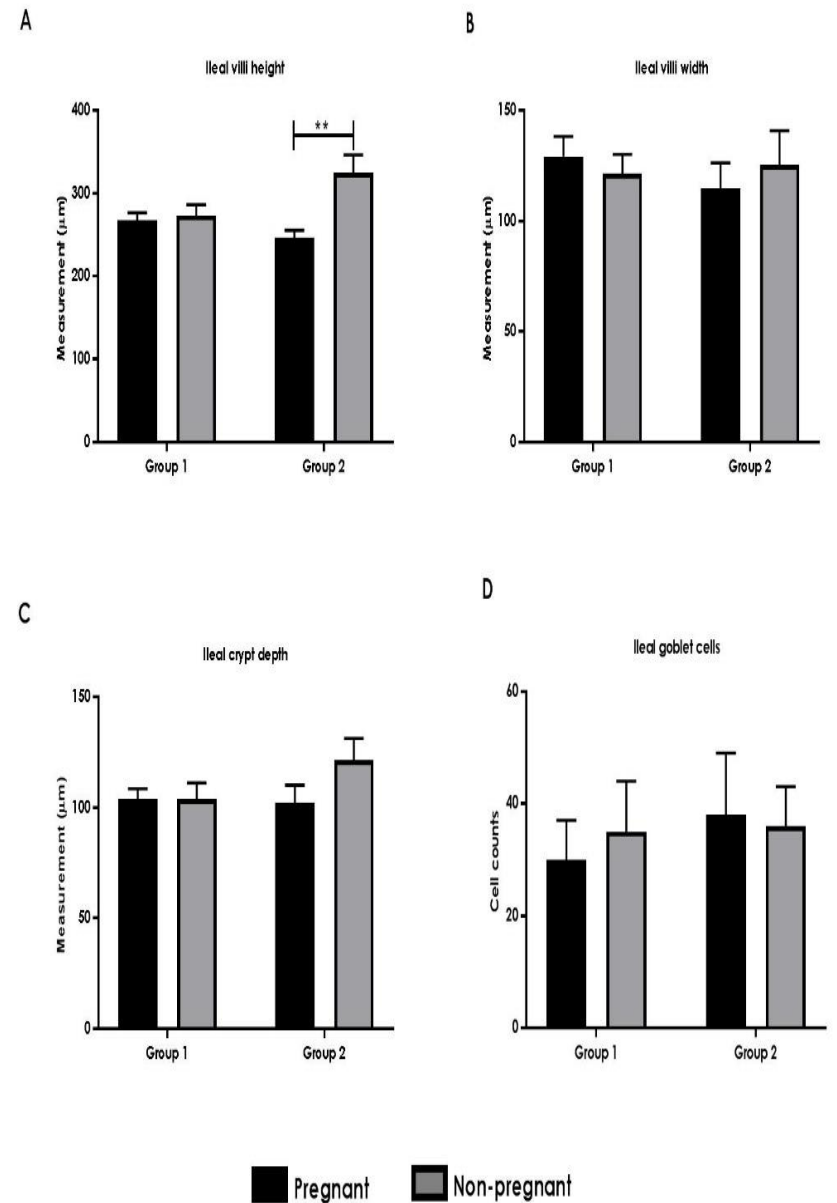 A
Ileal villi height
Measurement (µm)
400
300
200
100
0
**
Group 1
Group 2
B
Ileal villi width
Measurement (µm)
150
100
50
0
Group 1
Group 2
C
Ileal crypt depth
Measurement (µm)
150
100
50
0
Group 1
Group 2
D
Ileal goblet cells
Cell counts
60
40
20
0
Group 1
Group 2
Pregnant
Non-pregnant